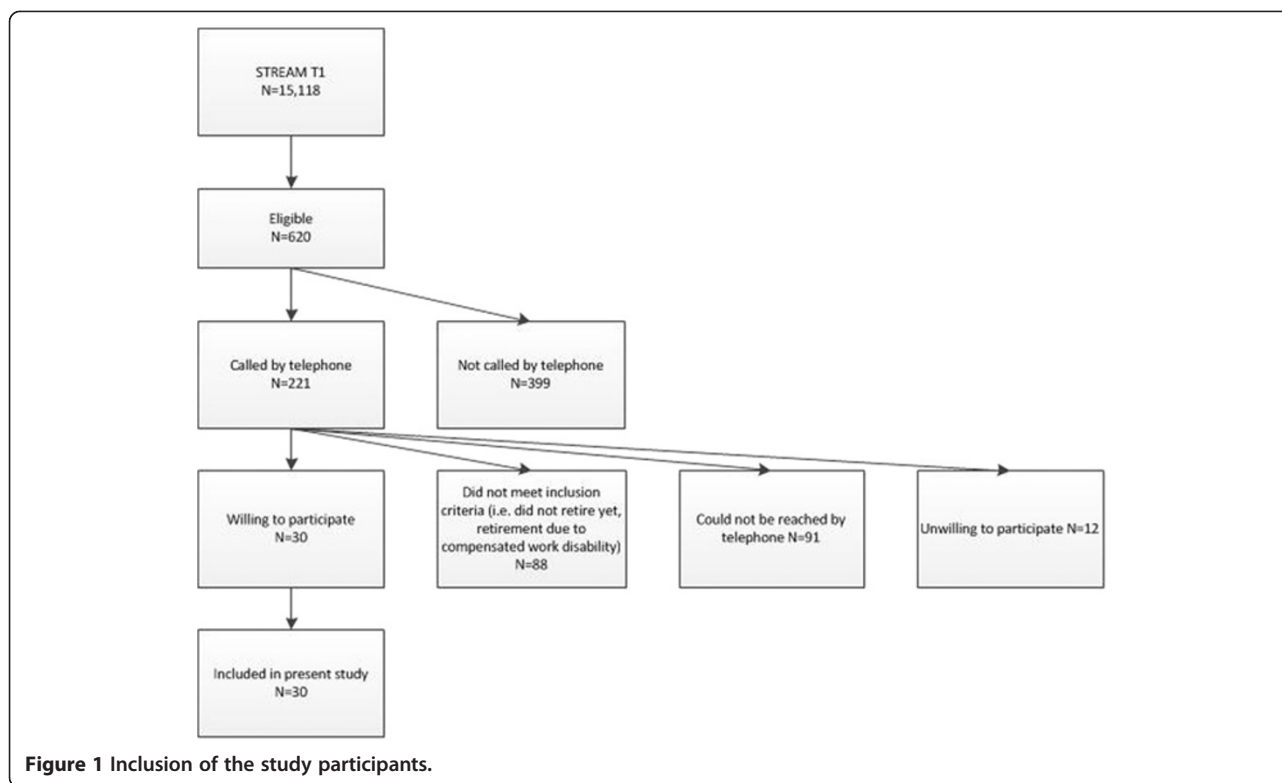 STREAM T1
N=15,118
Eligible
N=620
Called by telephone
N=221
Not called by telephone
N=399
Willing to participate
N=30
Did not meet inclusion
criteria (i.e. did not retire yet,
retirement due to
compensated work disability)
N=88
Could not be reached by
telephone N=91
Unwilling to participate N=12
Included in present study
N=30
Figure 1 Inclusion of the study participants.